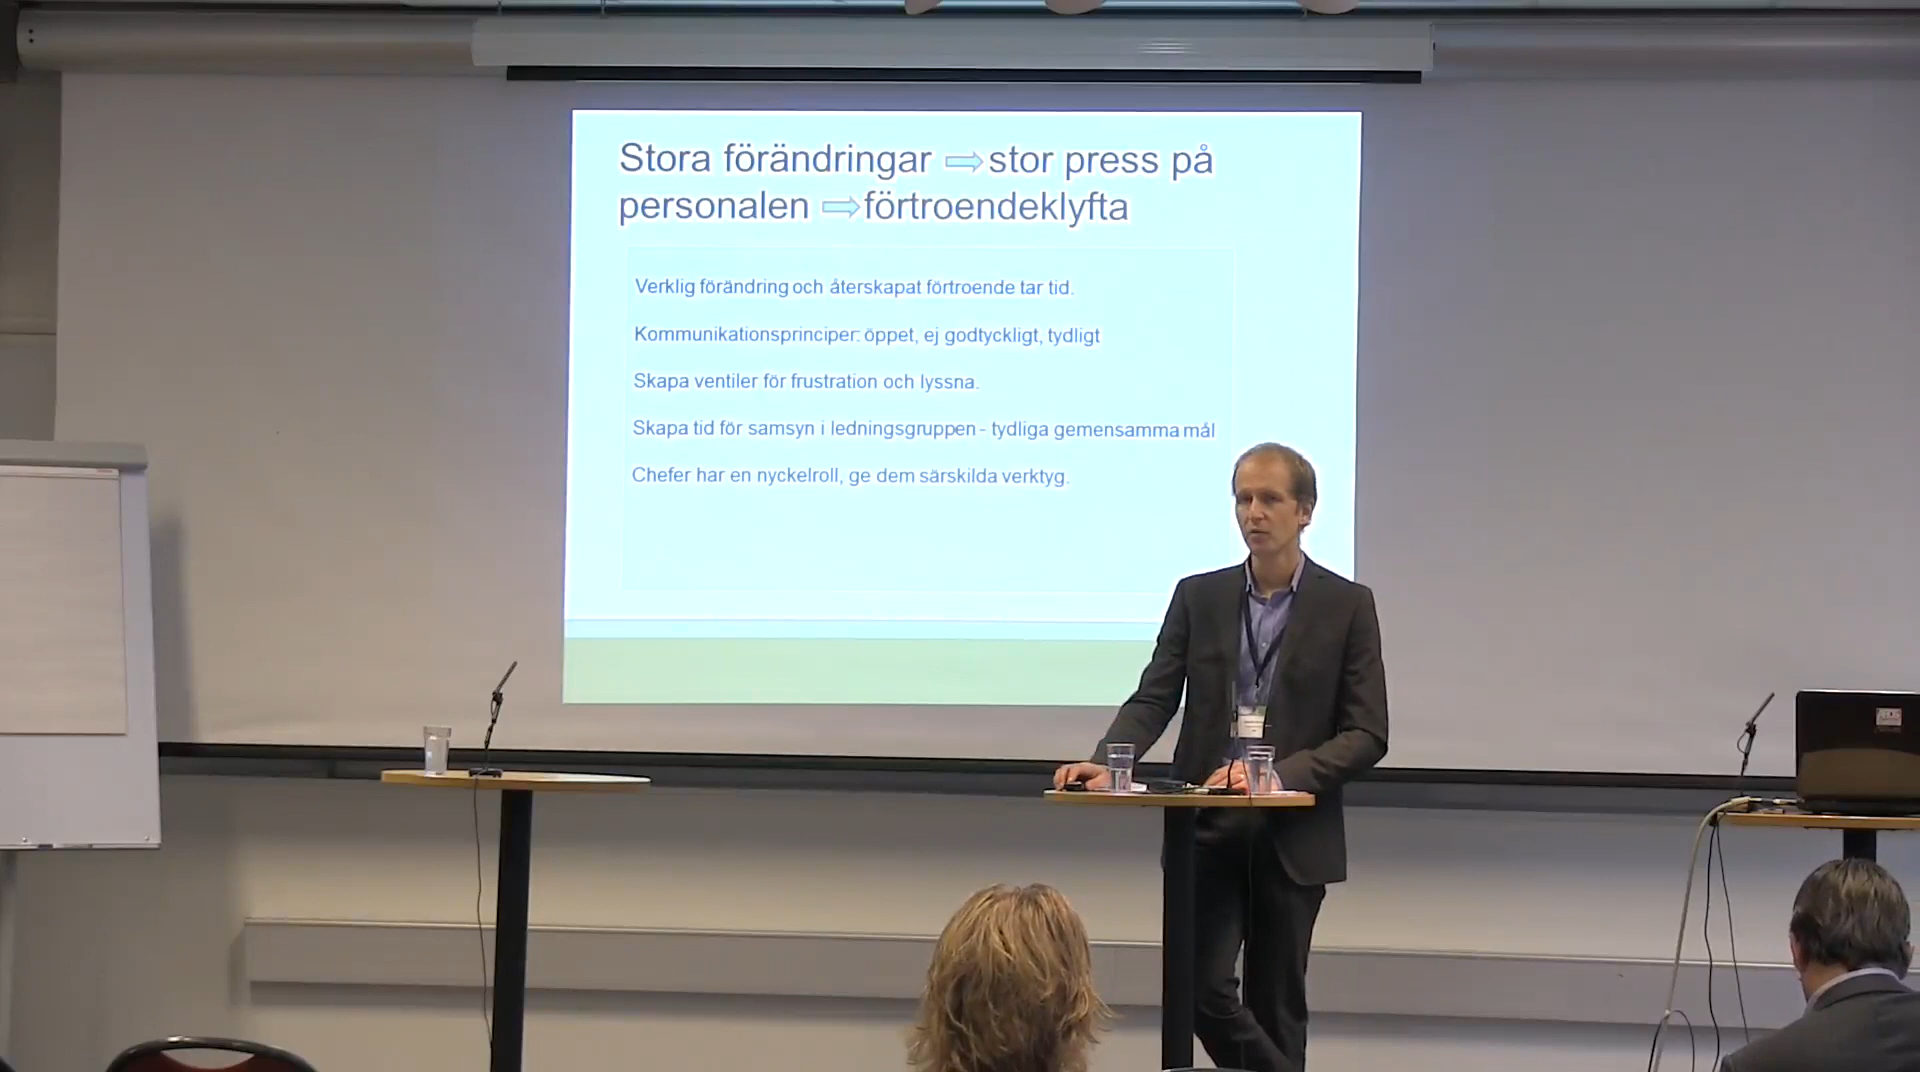 Stora förändringar ⇨ stor press på
personalen ⇨ förtroendeklyfta
Verklig förändring och återskapat förtroende tar tid.
Kommunikationsprinciper: öppet, ej godtyckligt, tydligt
Skapa ventiler för frustration och lyssna.
Skapa tid för samsyn i ledningsgruppen - tydliga gemensamma mål
Chefer har en nyckelroll, ge dem särskilda verktyg.